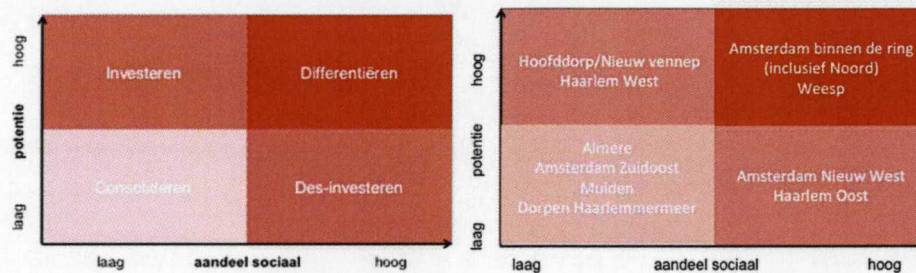 hoog
potentie
laag
Investeren
Differentiëren
Consolideren
Des-investeren
laag
aandeel sociaal
hoog
hoog
potentie
laag
Hoofddorp/Nieuw vennep
Haarlem West
Amsterdam binnen de ring
(inclusief Noord)
Weesp
Almere
Amsterdam Zuidoost
Muiden
Dorpen Haarlemmermeer
Amsterdam Nieuw West
Haarlem Oost
laag
aandeel sociaal
hoog